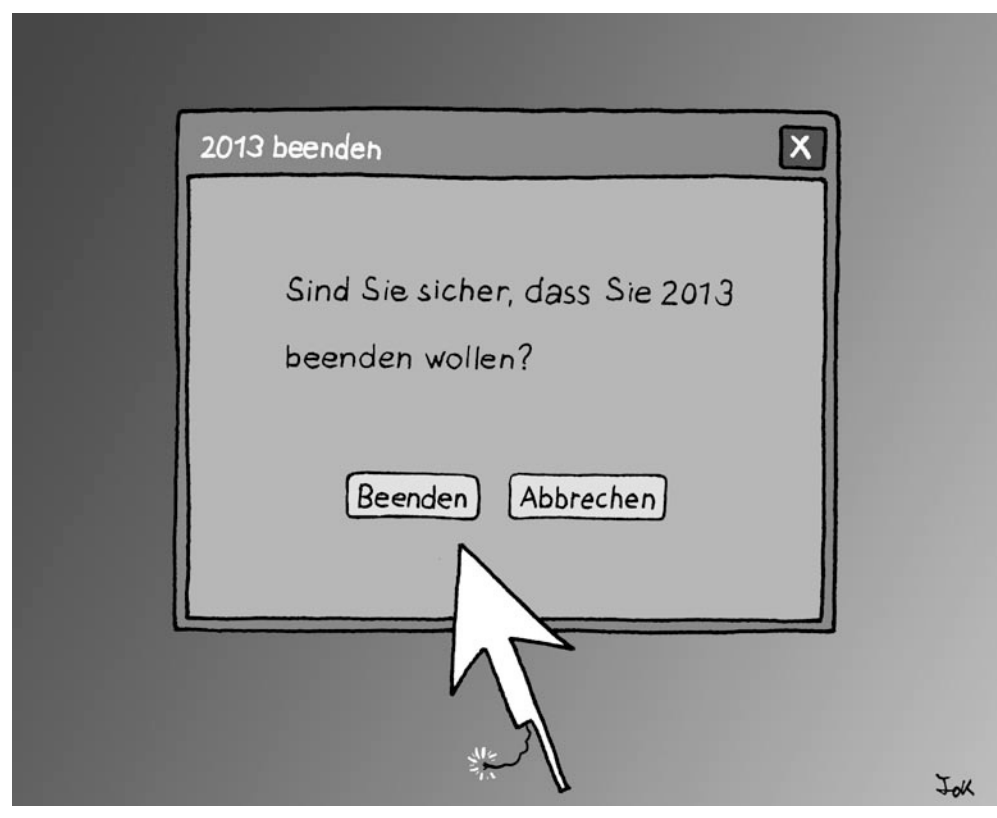 2013 beenden
X
Sind Sie sicher, dass Sie 2013
beenden wollen?
Beenden
Abbrechen
JoK